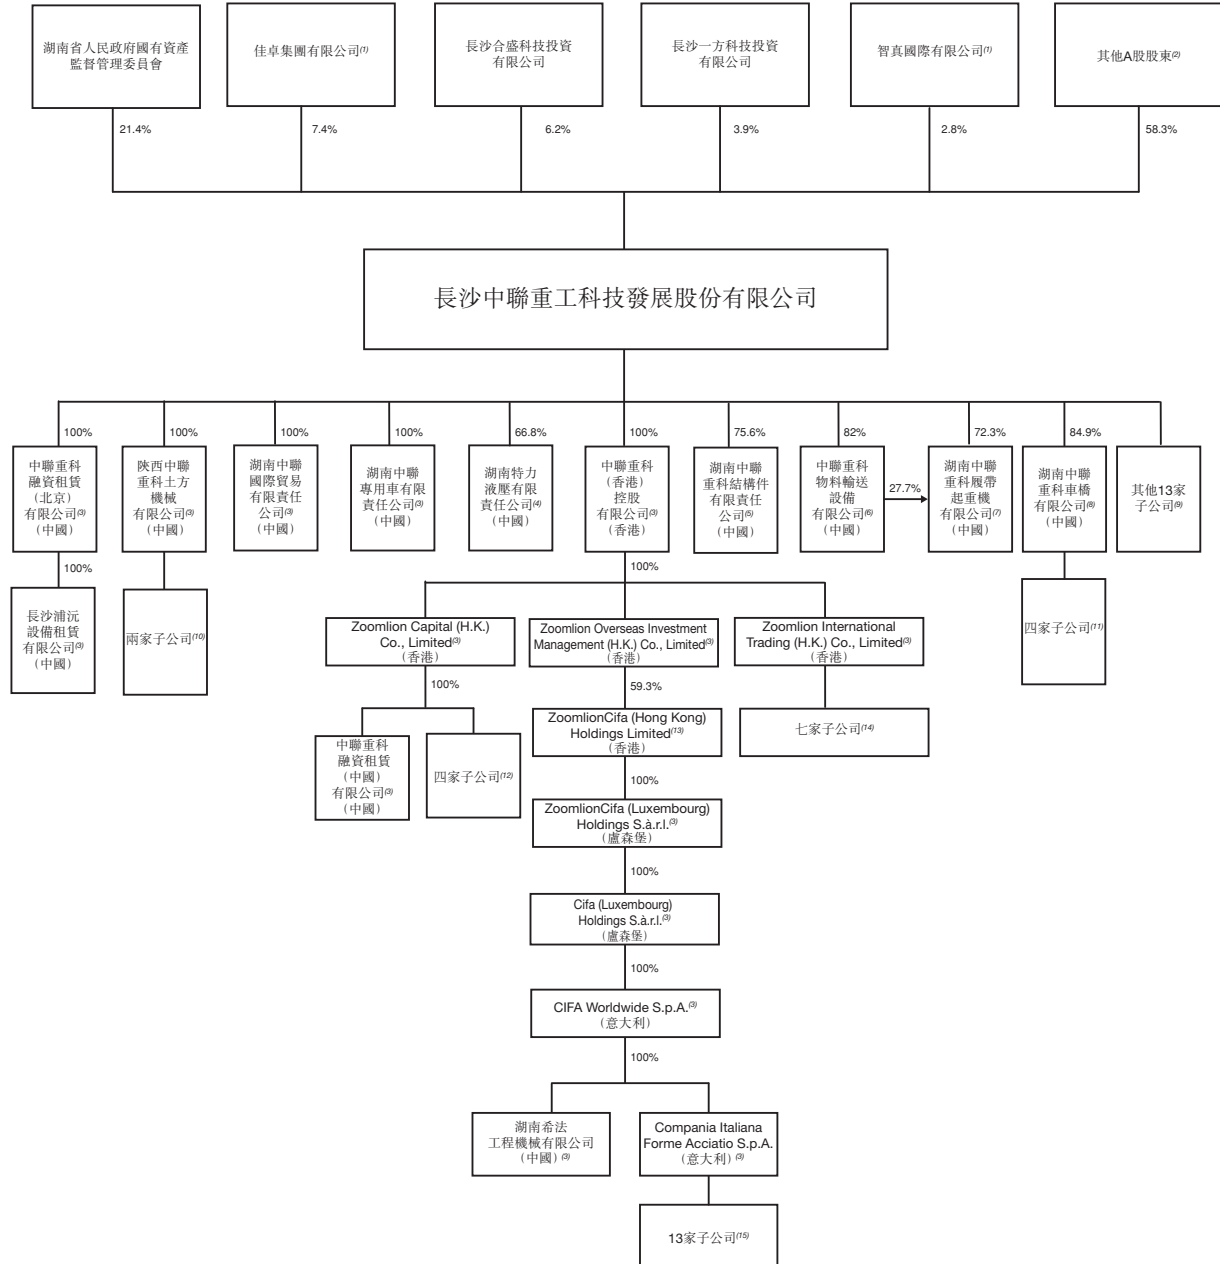 湖南省人民政府國有資產
監督管理委員會
佳卓集團有限公司(1)
長沙合盛科技投資
有限公司
長沙一方科技投資
有限公司
智真國際有限公司(1)
其他A股股東(2)
21.4%
7.4%
6.2%
3.9%
2.8%
58.3%
長沙中聯重工科技發展股份有限公司
100%
100%
100%
100%
66.8%
100%
75.6%
82%
72.3%
84.9%
中聯重科
融資租賃
(北京)
有限公司(3)
(中國)
陝西中聯
重科土方
機械
有限公司(3)
(中國)
湖南中聯
國際貿易
有限責任
公司(3)
(中國)
湖南中聯
專用車有限
責任公司(3)
(中國)
湖南特力
液壓有限
責任公司(4)
(中國)
中聯重科
(香港)
控股
有限公司(3)
(香港)
湖南中聯
重科結構件
有限責任
公司(5)
(中國)
中聯重科
物料輸送
設備
有限公司(6)
(中國)
27.7%
湖南中聯
重科履帶
起重機
有限公司(7)
(中國)
湖南中聯
重科車橋
有限公司(8)
(中國)
其他13家
子公司(9)
100%
100%
長沙浦沅
設備租賃
有限公司(3)
(中國)
兩家子公司(10)
四家子公司(11)
Zoomlion Capital (H.K.)
Co., Limited(3)
(香港)
Zoomlion Overseas Investment
Management (H.K.) Co., Limited(3)
(香港)
Zoomlion International
Trading (H.K.) Co., Limited(3)
(香港)
100%
59.3%
中聯重科
融資租賃
(中國)
有限公司(3)
(中國)
四家子公司(12)
ZoomlionCifa (Hong Kong)
Holdings Limited(13)
(香港)
七家子公司(14)
100%
ZoomlionCifa (Luxembourg)
Holdings S.à.r.l.(3)
(盧森堡)
100%
Cifa (Luxembourg)
Holdings S.à.r.l.(3)
(盧森堡)
100%
CIFA Worldwide S.p.A.(3)
(意大利)
100%
湖南希法
工程機械有限公司
(中國) (3)
Compania Italiana
Forme Acciatio S.p.A.
(意大利) (3)
13家子公司(15)